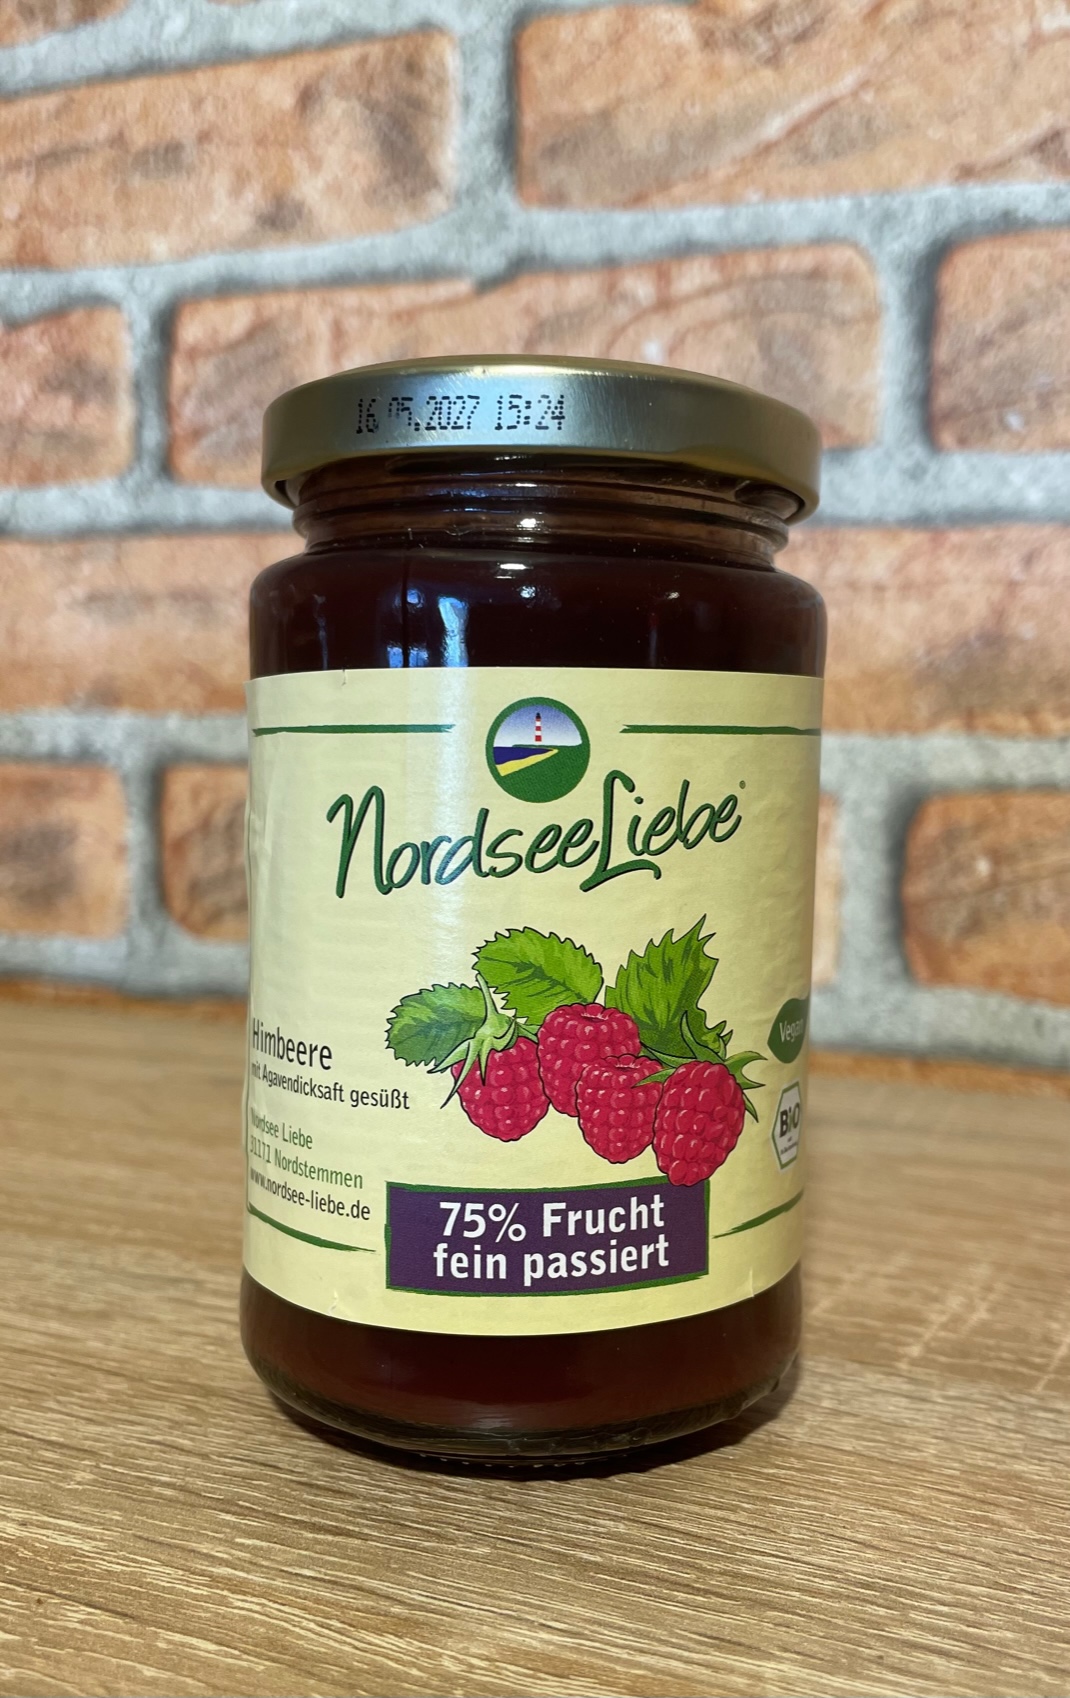 16 05.2027 15:24
NordseeLiebe®
Himbeere
mit Agavendicksaft gesüßt
Nordsee Liebe
31171 Nordstemmen
www.nordsee-liebe.de
Vegan
BIO
75% Frucht
fein passiert